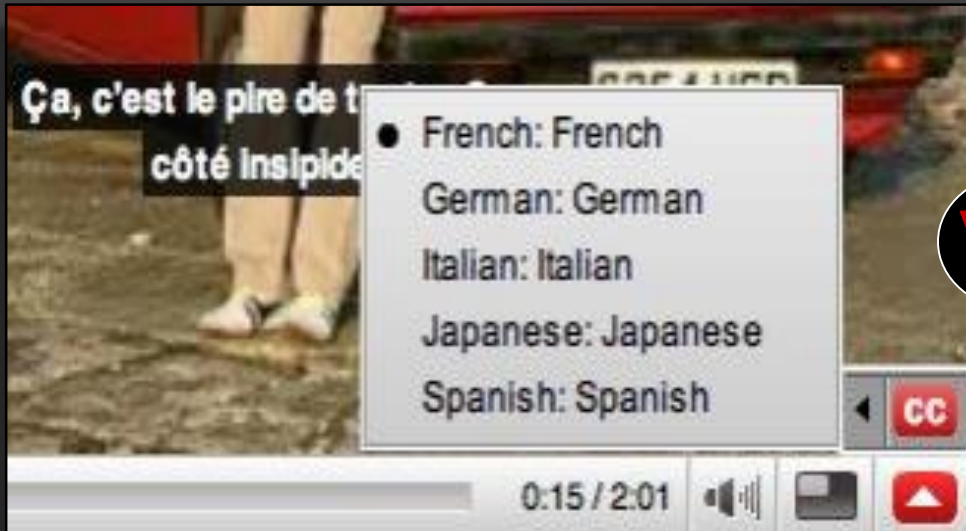 Ça, c'est le pire de
côté insipide
French: French
German: German
Italian: Italian
Japanese: Japanese
Spanish: Spanish
CC
0:15 / 2:01